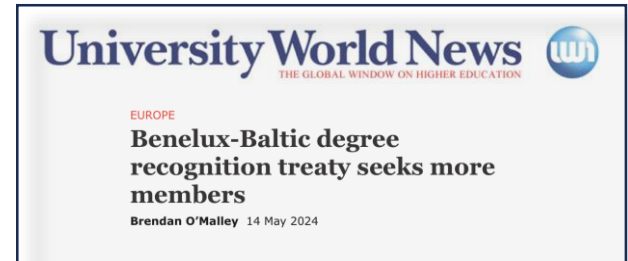 University World News
THE GLOBAL WINDOW ON HIGHER EDUCATION
uwn
EUROPE
Benelux-Baltic degree
recognition treaty seeks more
members
Brendan O’Malley 14 May 2024